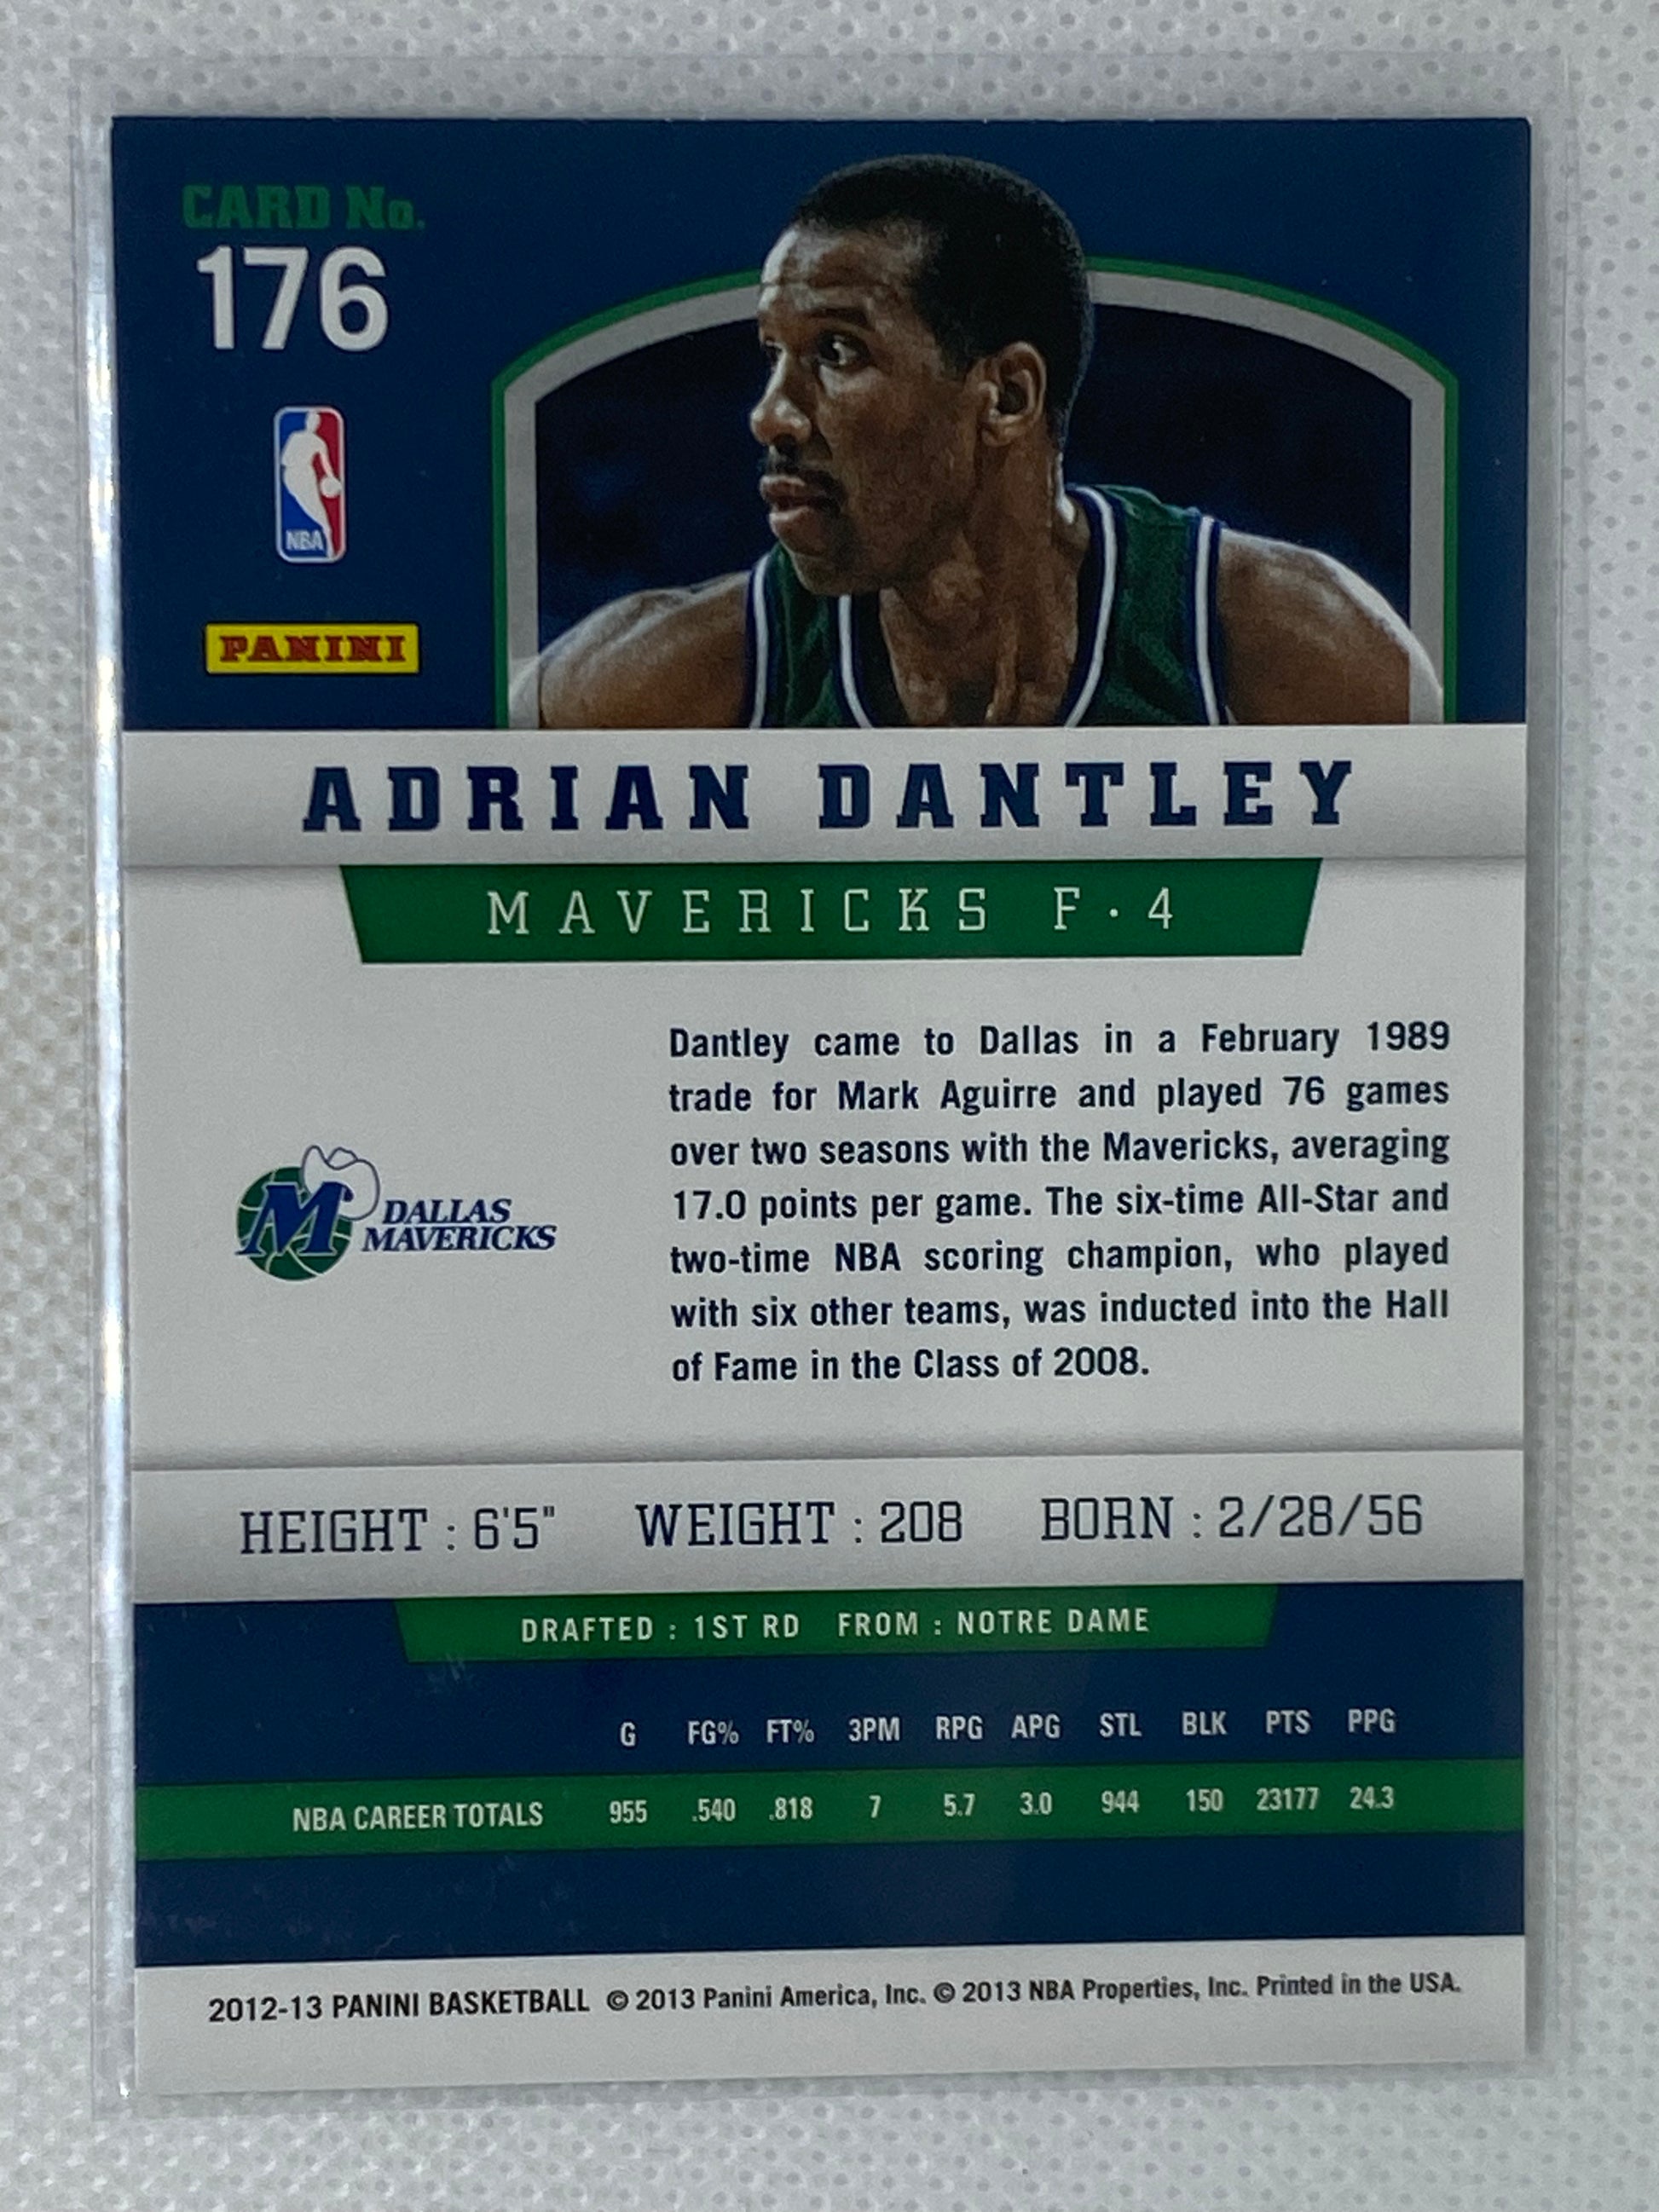 CARD No.
176
NBA
PANINI
ADRIAN DANTLEY
MAVERICKS F·4
Dantley came to Dallas in a February 1989
trade for Mark Aguirre and played 76 games
over two seasons with the Mavericks, averaging
17.0 points per game. The six-time All-Star and
two-time NBA scoring champion, who played
with six other teams, was inducted into the Hall
of Fame in the Class of 2008.
M DALLAS
MAVERICKS
HEIGHT : 6'5" WEIGHT : 208 BORN : 2/28/56
DRAFTED : 1ST RD FROM : NOTRE DAME
G FG% FT% 3PM RPG APG STL BLK PTS PPG
NBA CAREER TOTALS 955 .540 .818 7 5.7 3.0 944 150 23177 24.3
2012-13 PANINI BASKETBALL © 2013 Panini America, Inc. © 2013 NBA Properties, Inc. Printed in the USA.